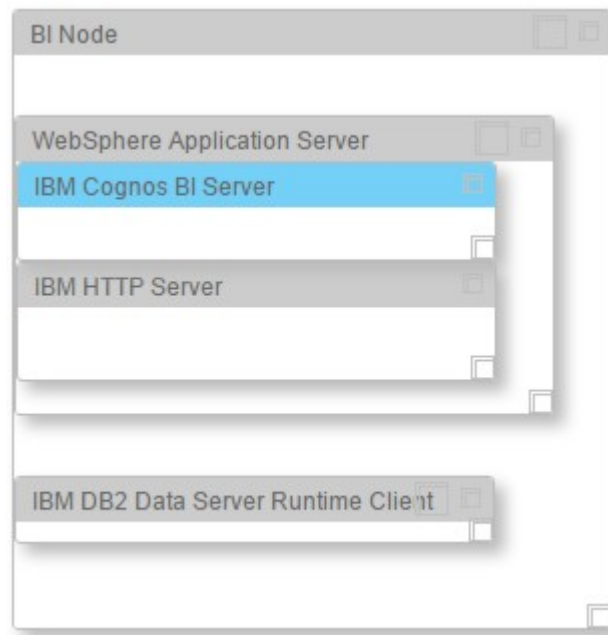 BI Node
WebSphere Application Server
IBM Cognos BI Server
IBM HTTP Server
IBM DB2 Data Server Runtime Client